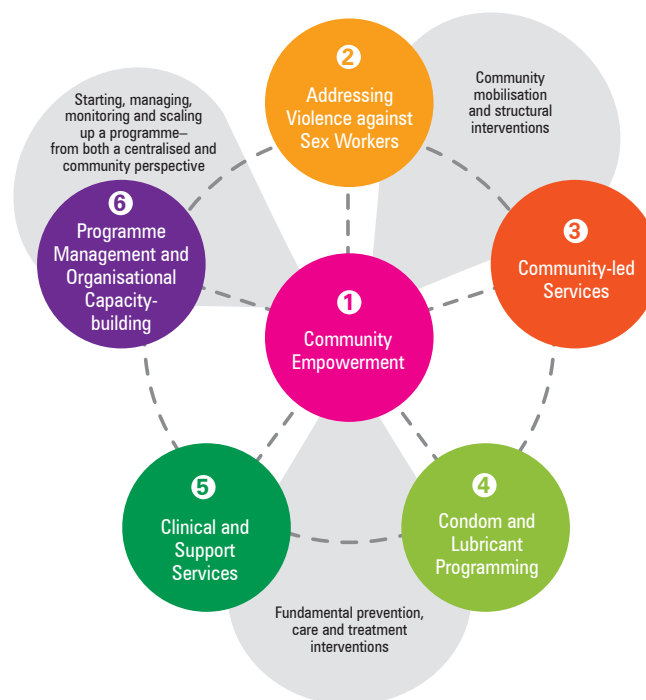 2
Addressing
Violence against
Sex Workers
Community
mobilisation
and structural
interventions
Starting, managing,
monitoring and scaling
up a programme–
from both a centralised and
community perspective
6
Programme
Management and
Organisational
Capacity-
building
3
Community-led
Services
1
Community
Empowerment
5
Clinical and
Support
Services
4
Condom and
Lubricant
Programming
Fundamental prevention,
care and treatment
interventions